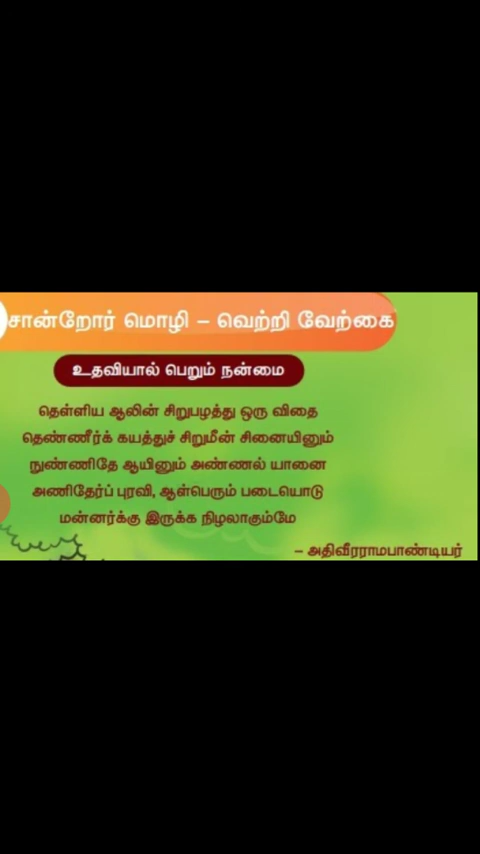 சான்றோர் மொழி – வெற்றி வேற்கை
உதவியால் பெறும் நன்மை
தெள்ளிய ஆலின் சிறுபழத்து ஒரு விதை
தெண்ணீர்க் கயத்துச் சிறுமீன் சினையினும்
நுண்ணிதே ஆயினும் அண்ணல் யானை
அணிதேர்ப் புரவி, ஆள்பெரும் படையொடு
மன்னர்க்கு இருக்க நிழலாகும்மே
– அதிவீரராமபாண்டியர்